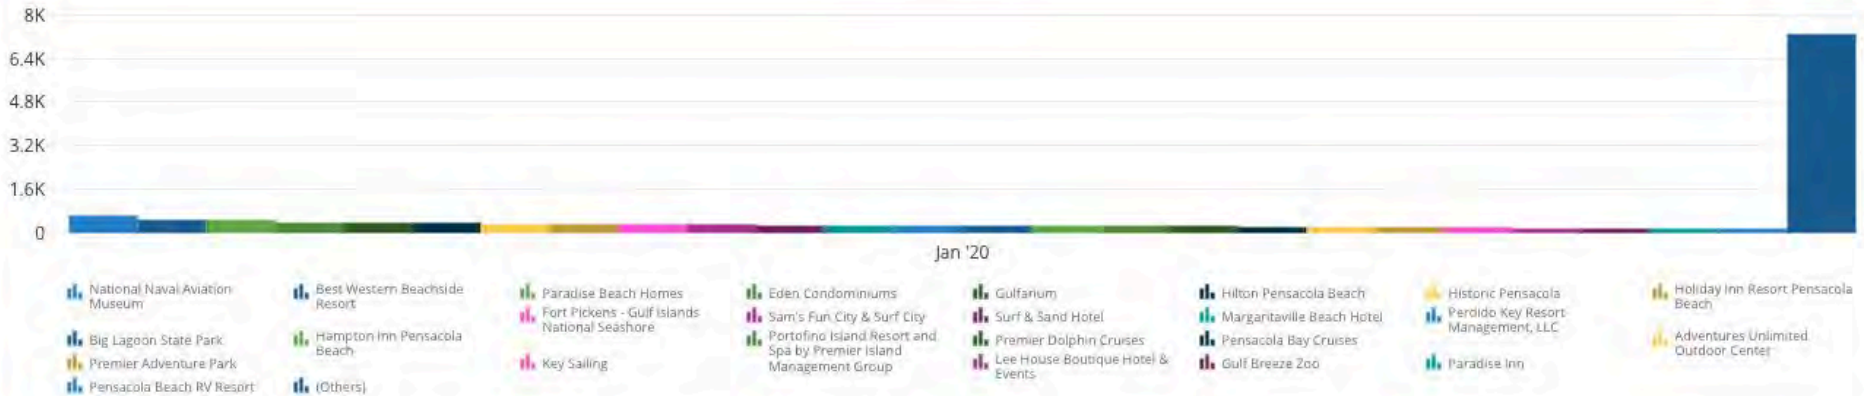 8K
6.4K
4.8K
3.2K
1.6K
0
Jan '20
National Naval Aviation
Museum
Best Western Beachside
Resort
Paradise Beach Homes
Eden Condominiums
Gulfarium
Hilton Pensacola Beach
Historic Pensacola
Holiday Inn Resort Pensacola
Beach
Big Lagoon State Park
Hampton Inn Pensacola
Beach
Fort Pickens - Gulf Islands
National Seashore
Sam's Fun City & Surf City
Surf & Sand Hotel
Margaritaville Beach Hotel
Perdido Key Resort
Management, LLC
Adventures Unlimited
Outdoor Center
Premier Adventure Park
Key Sailing
Portofino Island Resort and
Spa by Premier Island
Management Group
Premier Dolphin Cruises
Pensacola Bay Cruises
Lee House Boutique Hotel &
Events
Gulf Breeze Zoo
Paradise Inn
Pensacola Beach RV Resort
(Others)